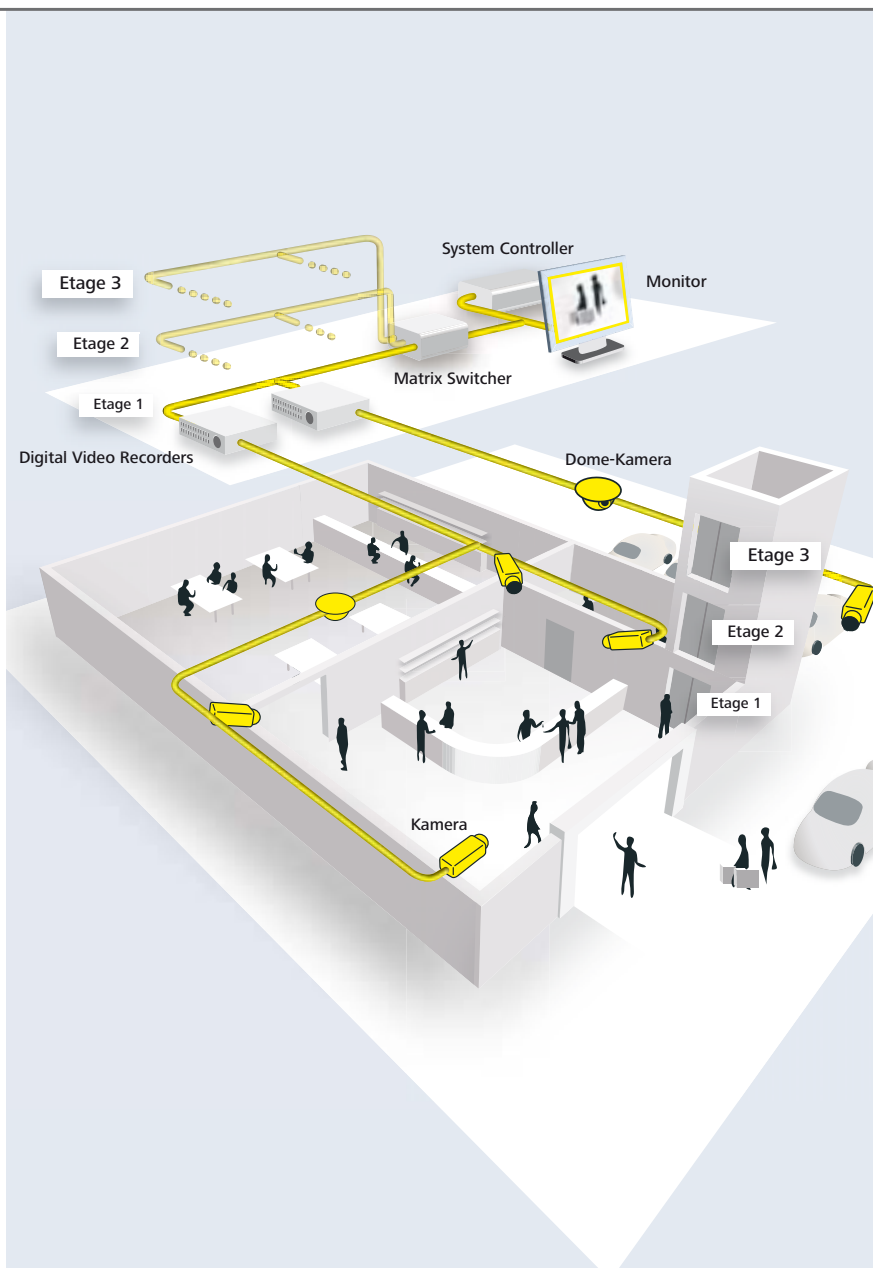 System Controller
Etage 3
Monitor
Etage 2
Matrix Switcher
Etage 1
Digital Video Recorders
Dome-Kamera
Etage 3
Etage 2
Etage 1
Kamera